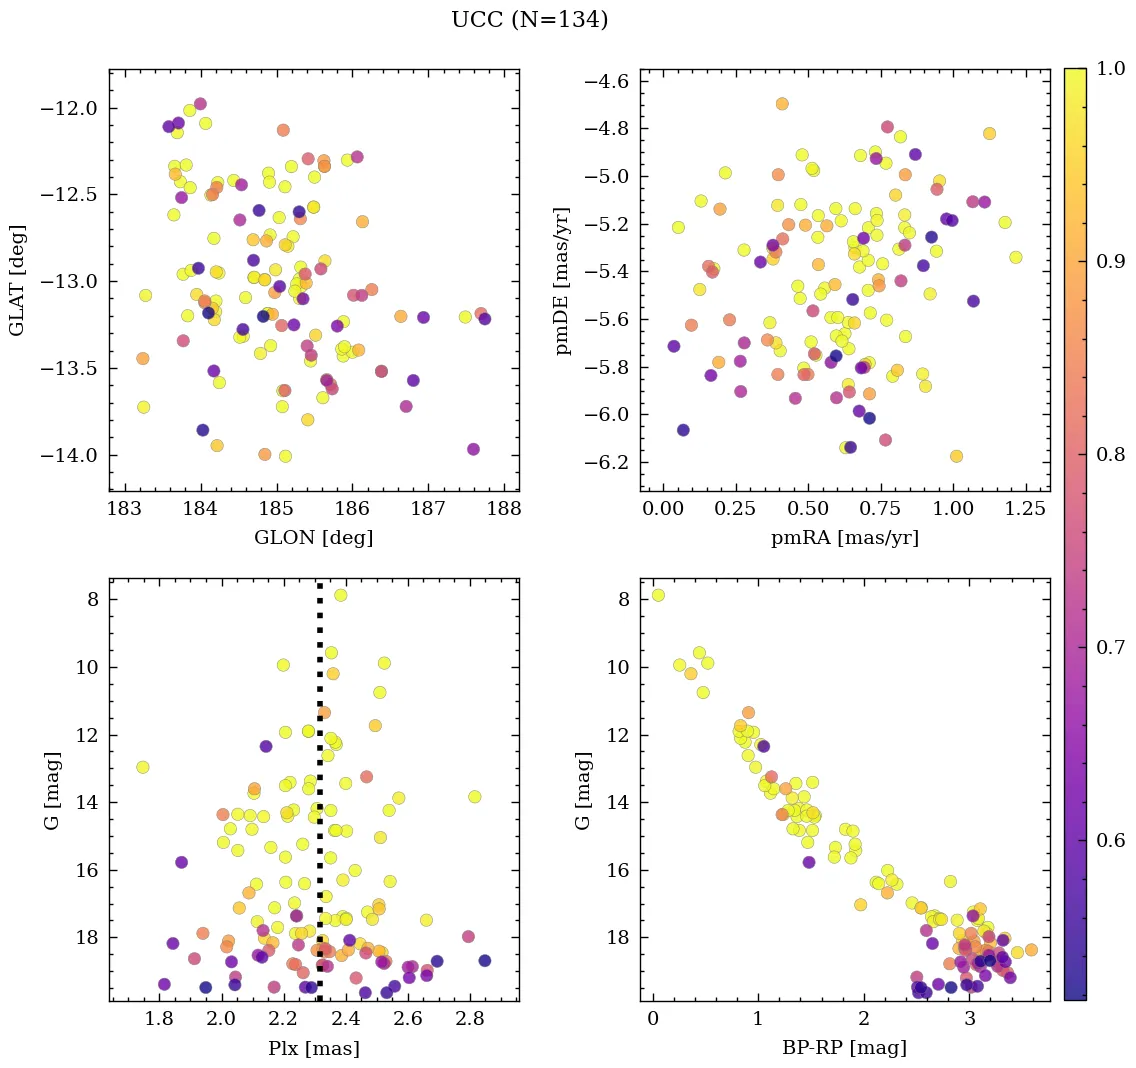 UCC (N=134)
−12.0
−12.5
−13.0
−13.5
−14.0
GLAT [deg]
183 184 185 186 187 188
GLON [deg]
−4.6
−4.8
−5.0
−5.2
−5.4
−5.6
−5.8
−6.0
−6.2
pmDE [mas/yr]
0.00 0.25 0.50 0.75 1.00 1.25
pmRA [mas/yr]
1.0
0.9
0.8
0.7
0.6
8
10
12
14
16
18
G [mag]
1.8 2.0 2.2 2.4 2.6 2.8
Plx [mas]
8
10
12
14
16
18
G [mag]
0 1 2 3
BP-RP [mag]